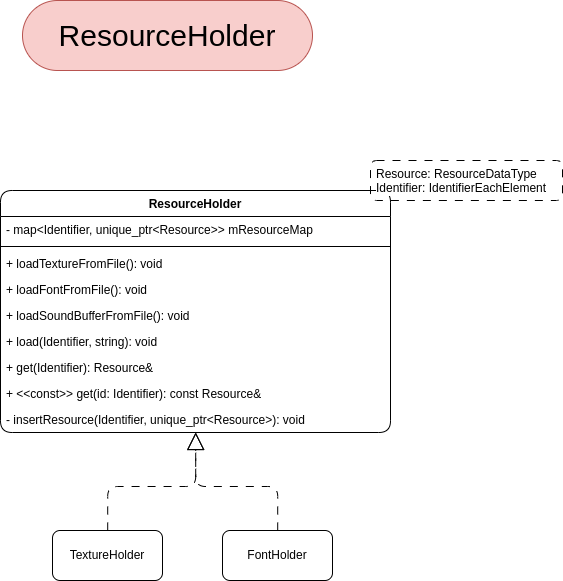 ResourceHolder
Resource: ResourceDataType
Identifier: IdentifierEachElement
ResourceHolder
- map<Identifier, unique_ptr<Resource>> mResourceMap
+ loadTextureFromFile(): void
+ loadFontFromFile(): void
+ loadSoundBufferFromFile(): void
+ load(Identifier, string): void
+ get(Identifier): Resource&
+ <<const>> get(id: Identifier): const Resource&
- insertResource(Identifier, unique_ptr<Resource>): void
TextureHolder
FontHolder